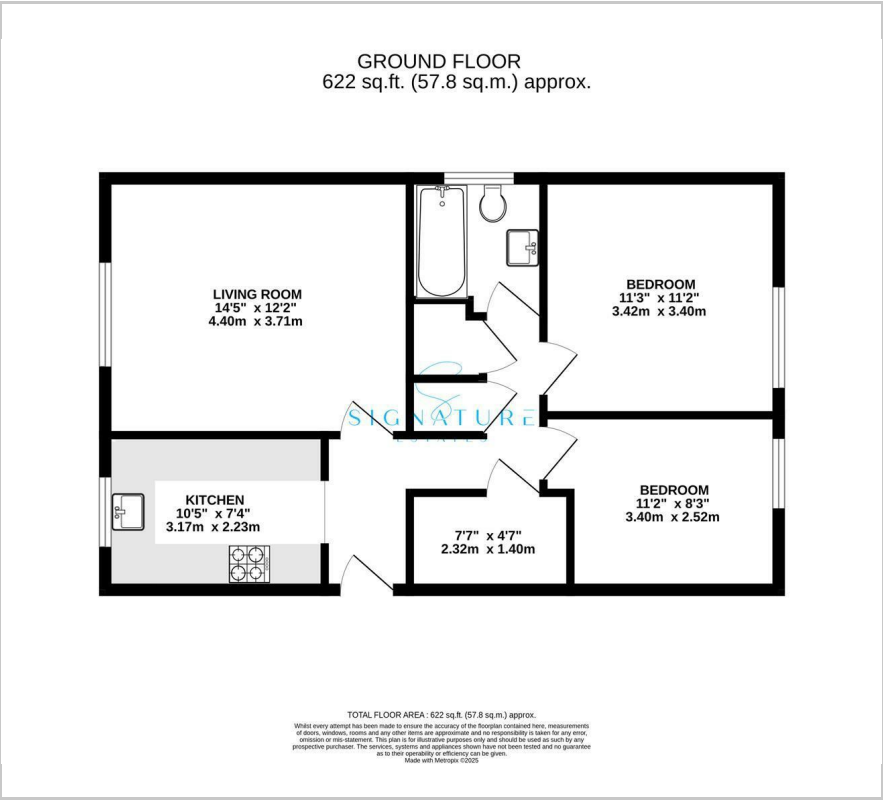 GROUND FLOOR
622 sq.ft. (57.8 sq.m.) approx.
LIVING ROOM
14'5" x 12'2"
4.40m x 3.71m
BEDROOM
11'3" x 11'2"
3.42m x 3.40m
SIGNATURE
ESTATES
KITCHEN
10'5" x 7'4"
3.17m x 2.23m
BEDROOM
11'2" x 8'3"
3.40m x 2.52m
7'7" x 4'7"
2.32m x 1.40m
TOTAL FLOOR AREA : 622 sq.ft. (57.8 sq.m.) approx.
Whilst every attempt has been made to ensure the accuracy of the floorplan contained here, measurements
of doors, windows, rooms and any other items are approximate and no responsibility is taken for any error,
omission or mis-statement. This plan is for illustrative purposes only and should be used as such by any
prospective purchaser. The services, systems and appliances shown have not been tested and no guarantee
as to their operability or efficiency can be given.
Made with Metropix ©2025